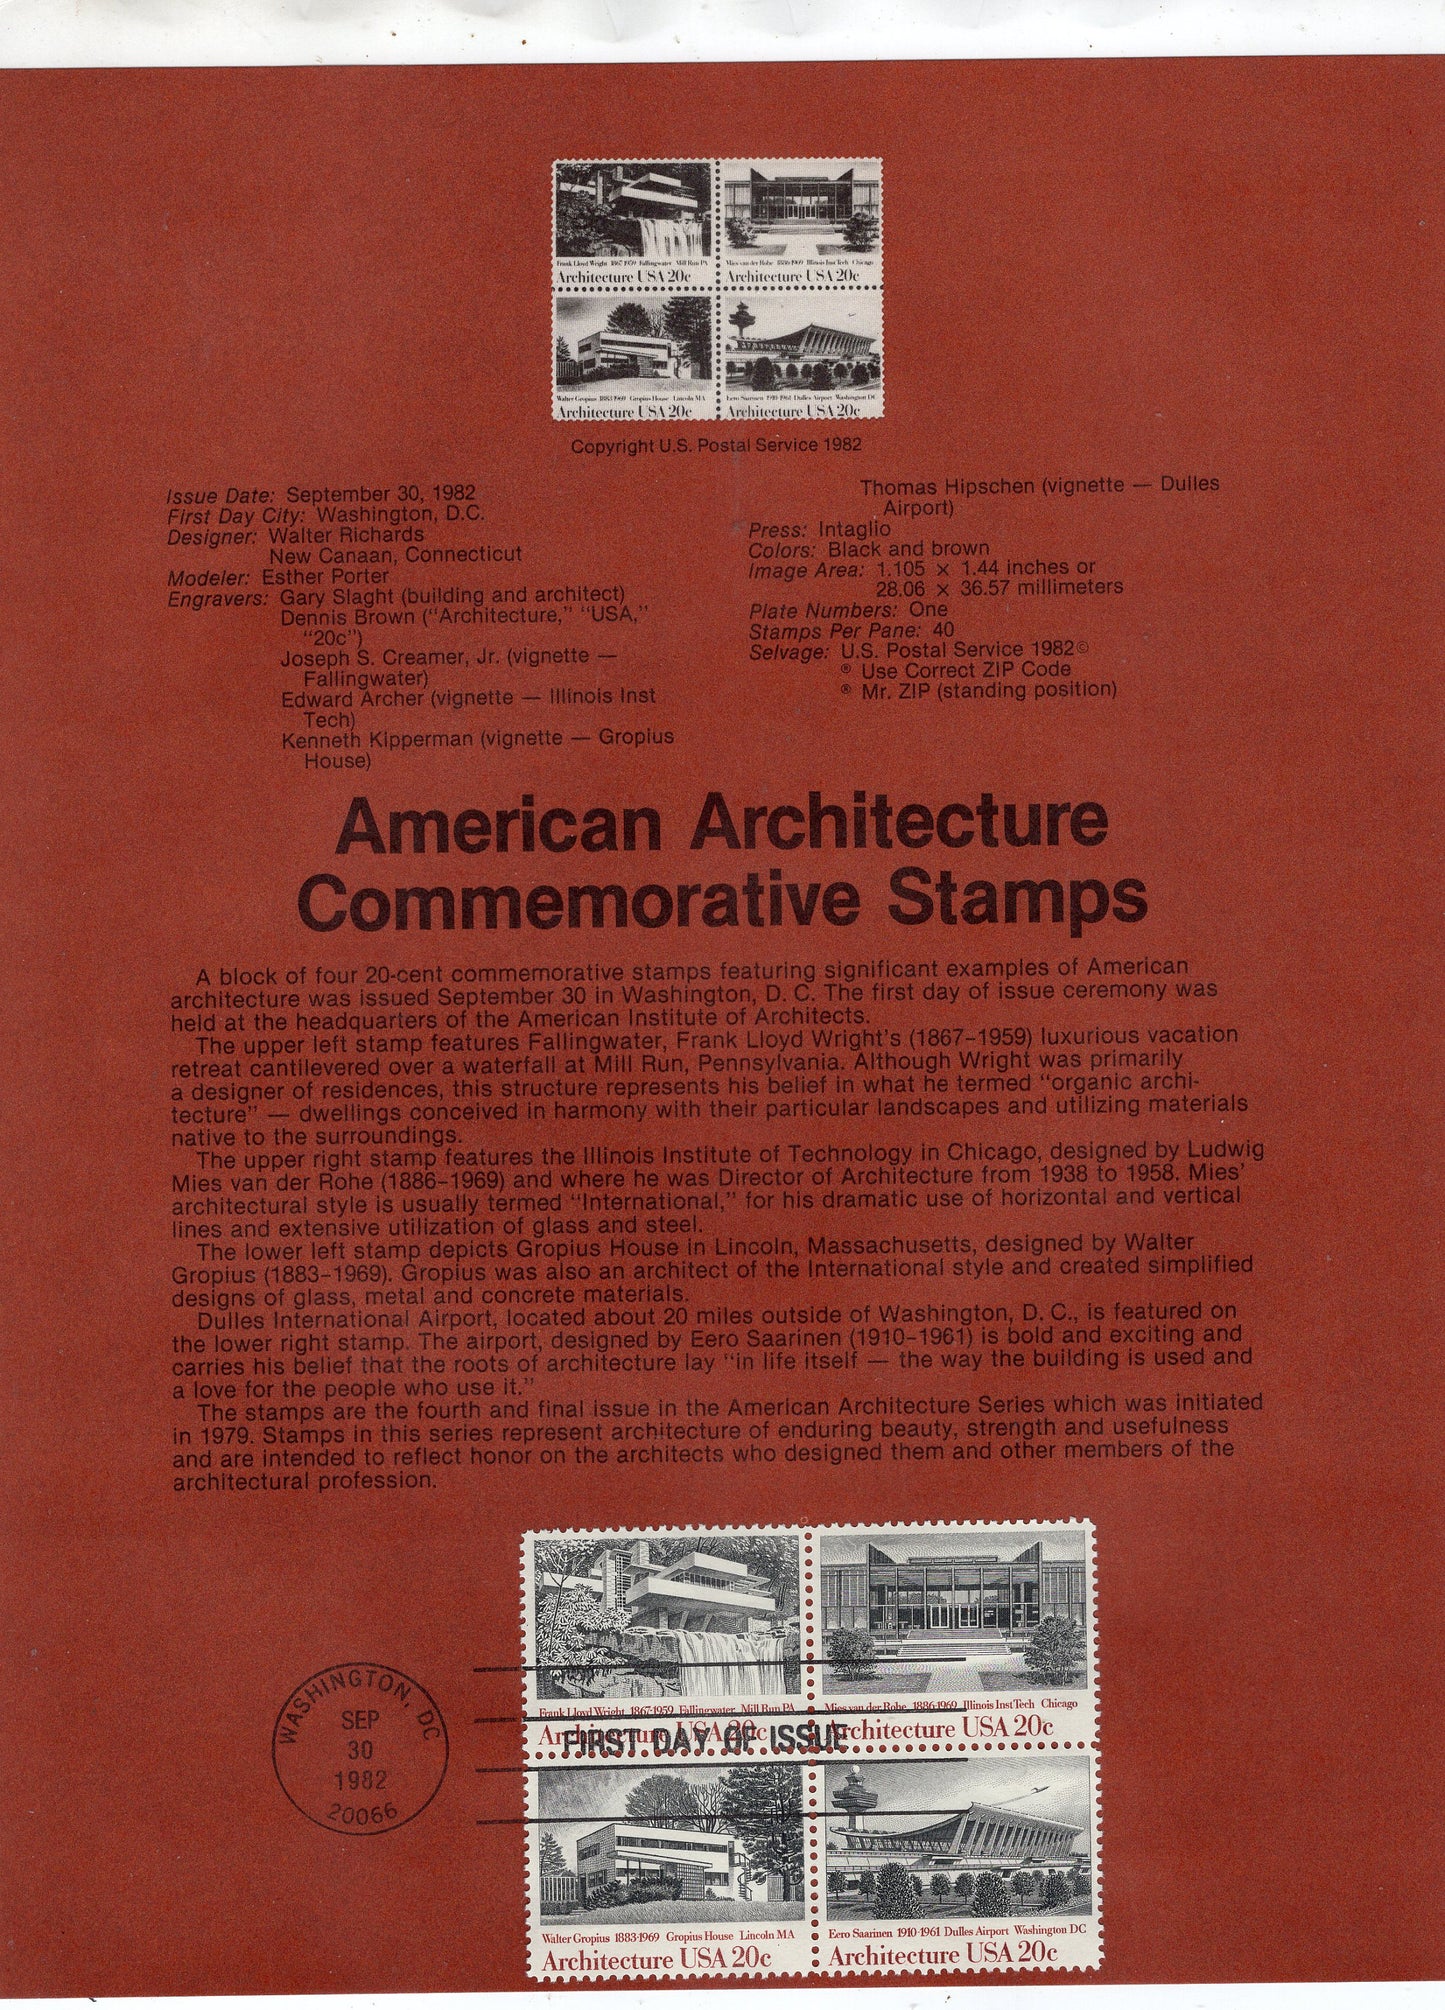 Frank Lloyd Wright 1867-1959 Fallingwater Mill Run PA
Architecture USA 20c
Mies van der Rohe 1886-1969 Illinois Inst Tech Chicago
Architecture USA 20c
Walter Gropius 1883-1969 Gropius House Lincoln MA
Architecture USA 20c
Eero Saarinen 1910-1961 Dulles Airport Washington DC
Architecture USA 20c
Copyright U.S. Postal Service 1982
Issue Date: September 30, 1982
First Day City: Washington, D.C.
Designer: Walter Richards
New Canaan, Connecticut
Modeler: Esther Porter
Engravers: Gary Slaght (building and architect)
Dennis Brown (“Architecture,” “USA,”
“20c”)
Joseph S. Creamer, Jr. (vignette —
Fallingwater)
Edward Archer (vignette — Illinois Inst
Tech)
Kenneth Kipperman (vignette — Gropius
House)
Thomas Hipschen (vignette — Dulles
Airport)
Press: Intaglio
Colors: Black and brown
Image Area: 1.105 × 1.44 inches or
28.06 × 36.57 millimeters
Plate Numbers: One
Stamps Per Pane: 40
Selvage: U.S. Postal Service 1982©
® Use Correct ZIP Code
® Mr. ZIP (standing position)
American Architecture
Commemorative Stamps
A block of four 20-cent commemorative stamps featuring significant examples of American
architecture was issued September 30 in Washington, D. C. The first day of issue ceremony was
held at the headquarters of the American Institute of Architects.
The upper left stamp features Fallingwater, Frank Lloyd Wright’s (1867–1959) luxurious vacation
retreat cantilevered over a waterfall at Mill Run, Pennsylvania. Although Wright was primarily
a designer of residences, this structure represents his belief in what he termed “organic archi-
tecture” — dwellings conceived in harmony with their particular landscapes and utilizing materials
native to the surroundings.
The upper right stamp features the Illinois Institute of Technology in Chicago, designed by Ludwig
Mies van der Rohe (1886–1969) and where he was Director of Architecture from 1938 to 1958. Mies’
architectural style is usually termed “International,” for his dramatic use of horizontal and vertical
lines and extensive utilization of glass and steel.
The lower left stamp depicts Gropius House in Lincoln, Massachusetts, designed by Walter
Gropius (1883–1969). Gropius was also an architect of the International style and created simplified
designs of glass, metal and concrete materials.
Dulles International Airport, located about 20 miles outside of Washington, D. C., is featured on
the lower right stamp. The airport, designed by Eero Saarinen (1910–1961) is bold and exciting and
carries his belief that the roots of architecture lay “in life itself — the way the building is used and
a love for the people who use it.”
The stamps are the fourth and final issue in the American Architecture Series which was initiated
in 1979. Stamps in this series represent architecture of enduring beauty, strength and usefulness
and are intended to reflect honor on the architects who designed them and other members of the
architectural profession.
WASHINGTON, DC
SEP
30
1982
20066
FIRST DAY OF ISSUE
Frank Lloyd Wright 1867-1959 Fallingwater Mill Run PA
Architecture USA 20c
Mies van der Rohe 1886-1969 Illinois Inst Tech Chicago
Architecture USA 20c
Walter Gropius 1883-1969 Gropius House Lincoln MA
Architecture USA 20c
Eero Saarinen 1910-1961 Dulles Airport Washington DC
Architecture USA 20c